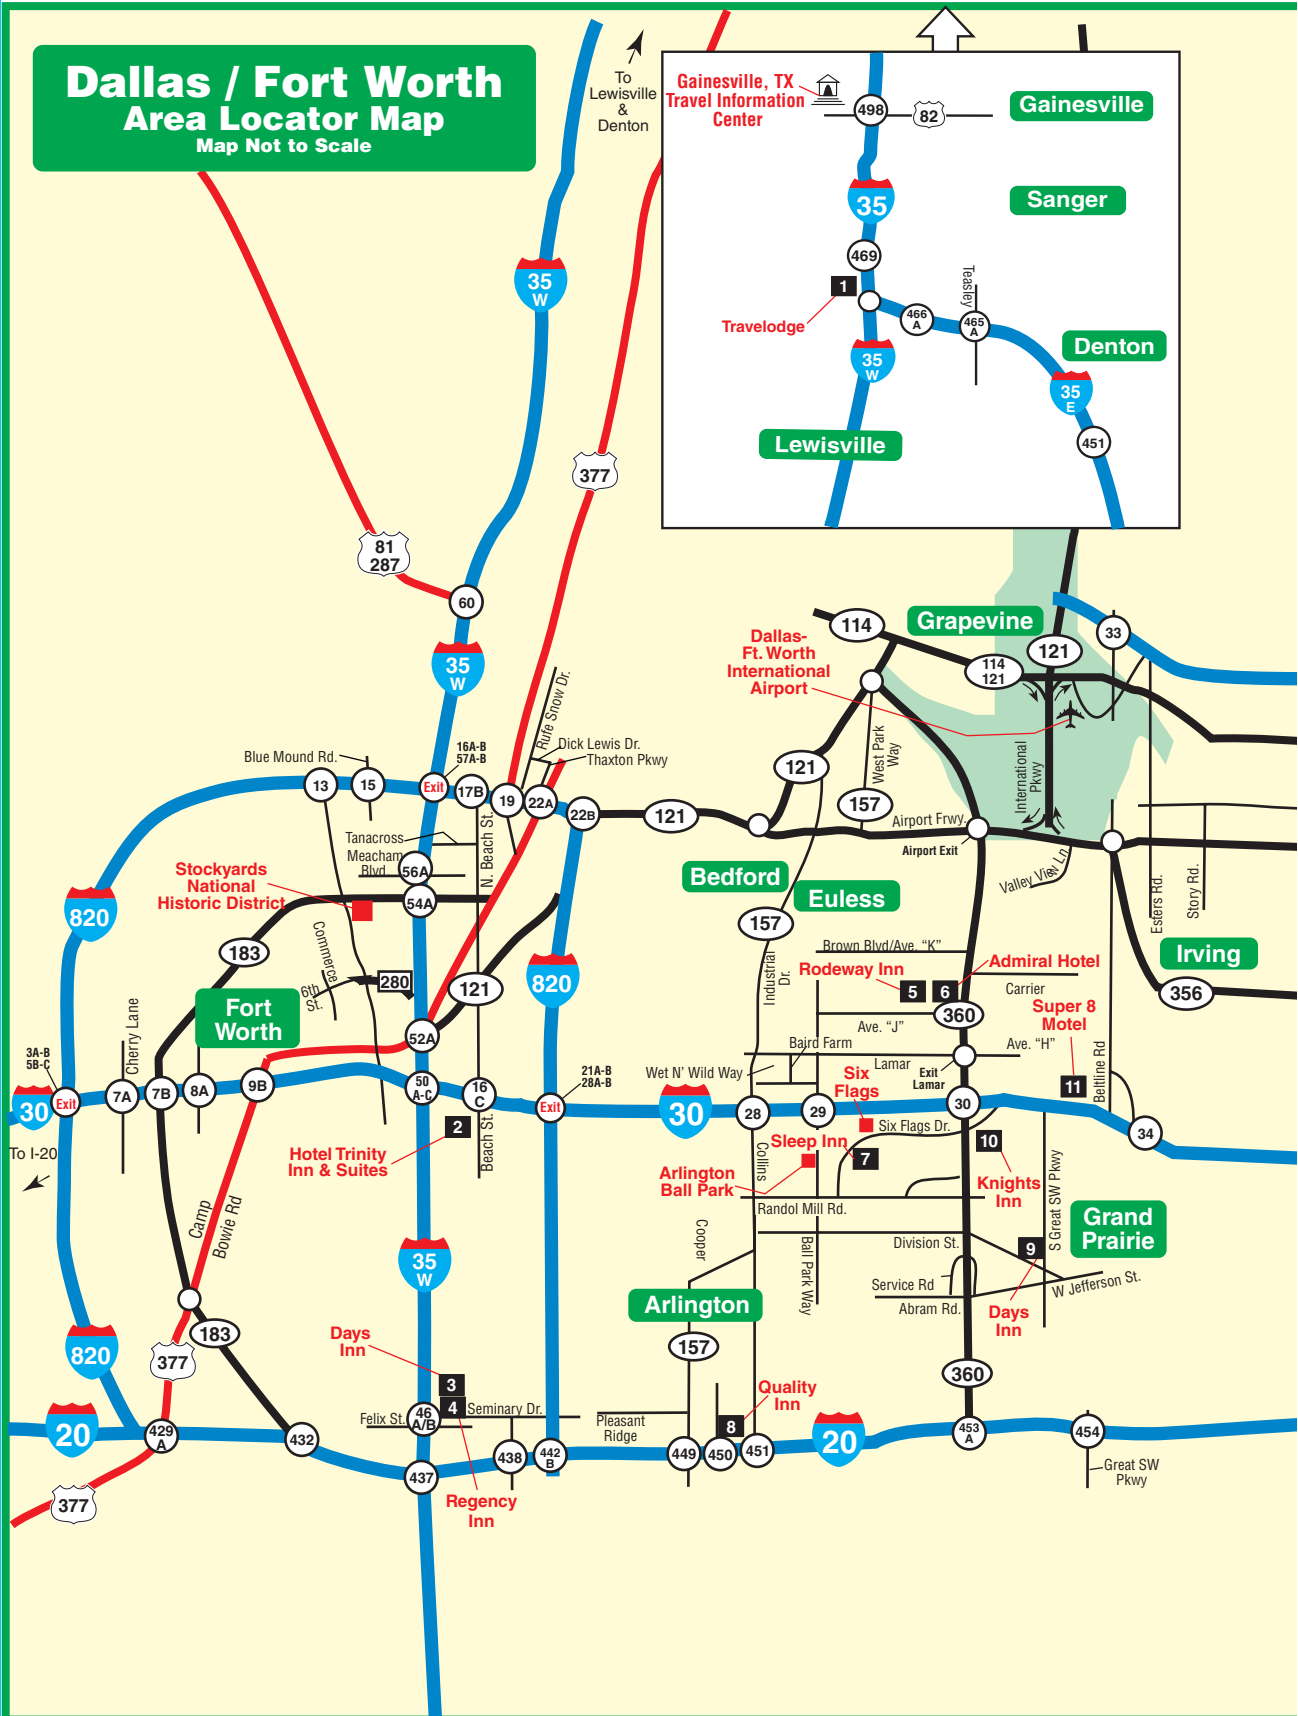 Dallas / Fort Worth
Area Locator Map
Map Not to Scale
To
Lewisville
&
Denton
Gainesville, TX
Travel Information
Center
498
82
Gainesville
35
Sanger
469
1
Travelodge
Teasley
466
A
465
A
Denton
35
W
35
E
451
Lewisville
35
W
377
81
287
60
35
W
114
Grapevine
33
Dallas-
Ft. Worth
International
Airport
114
121
121
Rufe Snow Dr.
Dick Lewis Dr.
Thaxton Pkwy
16A-B
57A-B
Blue Mound Rd.
13
15
Exit
17B
19
22A
22B
121
121
West Park
Way
157
International
Pkwy
Airport Frwy.
Airport Exit
Valley View Ln.
Tanacross
Meacham
Blvd.
56A
N. Beach St.
54A
Stockyards
National
Historic District
820
183
Commerce
6th
St.
280
121
820
Bedford
Euless
157
Esters Rd.
Story Rd.
Irving
356
Brown Blvd/Ave. “K”
Rodeway Inn
5
6
Admiral Hotel
Carrier
Industrial
Dr.
360
Ave. “J”
Super 8
Motel
Fort
Worth
52A
Baird Farm
Lamar
Exit
Lamar
Ave. “H”
Wet N’ Wild Way
Six
Flags
11
Beltline Rd
3A-B
5B-C
Cherry Lane
30
Exit
7A
7B
8A
9B
50
A-C
16
C
21A-B
28A-B
Exit
30
28
29
30
34
2
Beach St.
Hotel Trinity
Inn & Suites
To I-20
Six Flags Dr.
Collins
Sleep Inn
7
10
Arlington
Ball Park
Knights
Inn
S Great SW Pkwy
Randol Mill Rd.
Camp
Bowie Rd
Cooper
Ball Park Way
Division St.
9
Grand
Prairie
35
W
Service Rd
W Jefferson St.
Abram Rd.
Days
Inn
Arlington
183
820
377
157
Days
Inn
3
4
Seminary Dr.
Felix St.
46
A/B
360
Quality
Inn
8
Pleasant
Ridge
20
429
A
432
437
438
442
B
449
450
451
20
453
A
454
Great SW
Pkwy
Regency
Inn
377